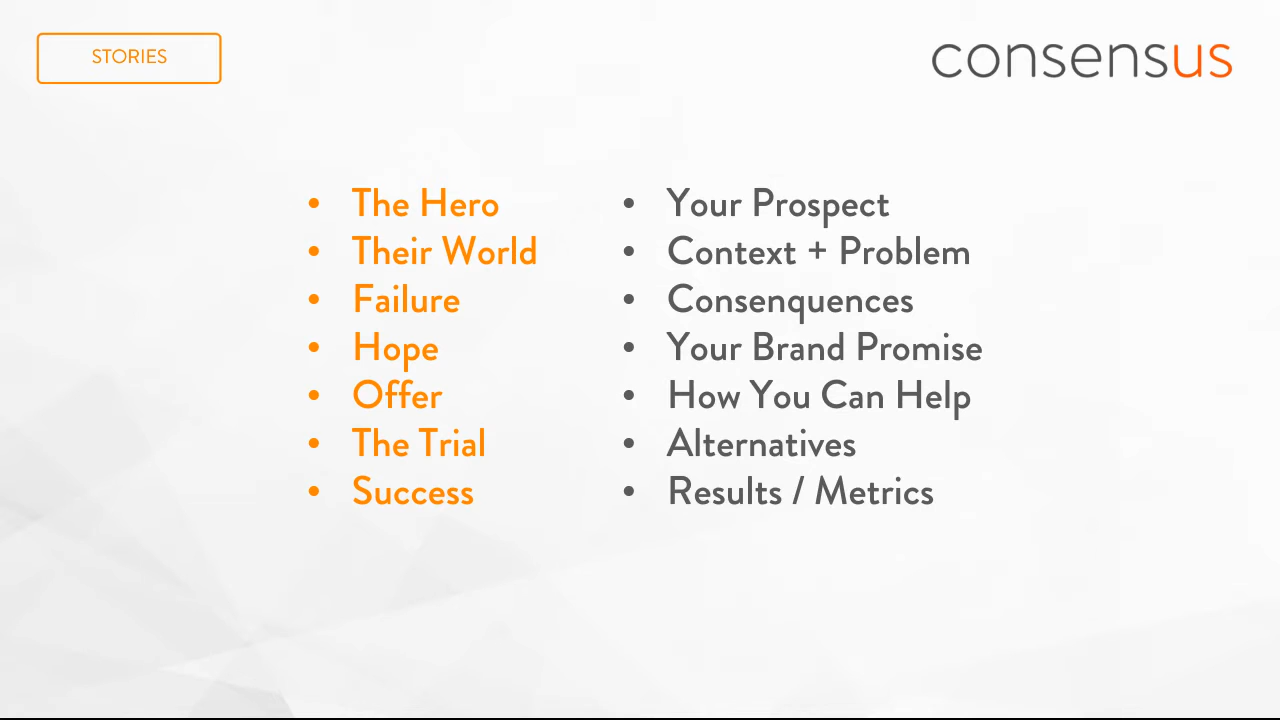 STORIES
consensus
• The Hero
• Their World
• Failure
• Hope
• Offer
• The Trial
• Success
• Your Prospect
• Context + Problem
• Consenquences
• Your Brand Promise
• How You Can Help
• Alternatives
• Results / Metrics